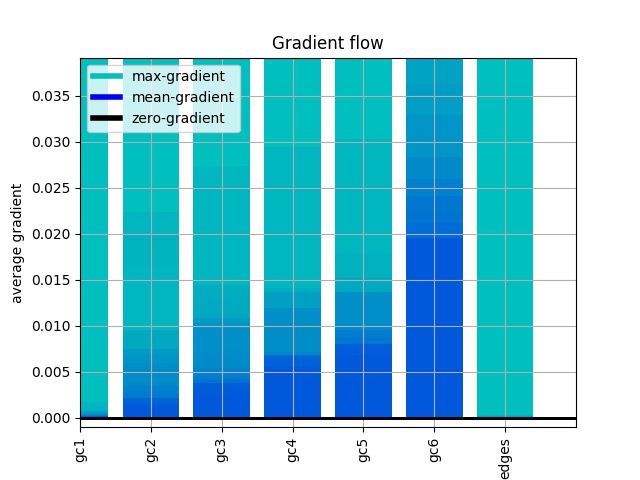 Gradient flow
max-gradient
mean-gradient
zero-gradient
0.035
0.030
0.025
0.020
0.015
0.010
0.005
0.000
average gradient
gc1 gc2 gc3 gc4 gc5 gc6 edges